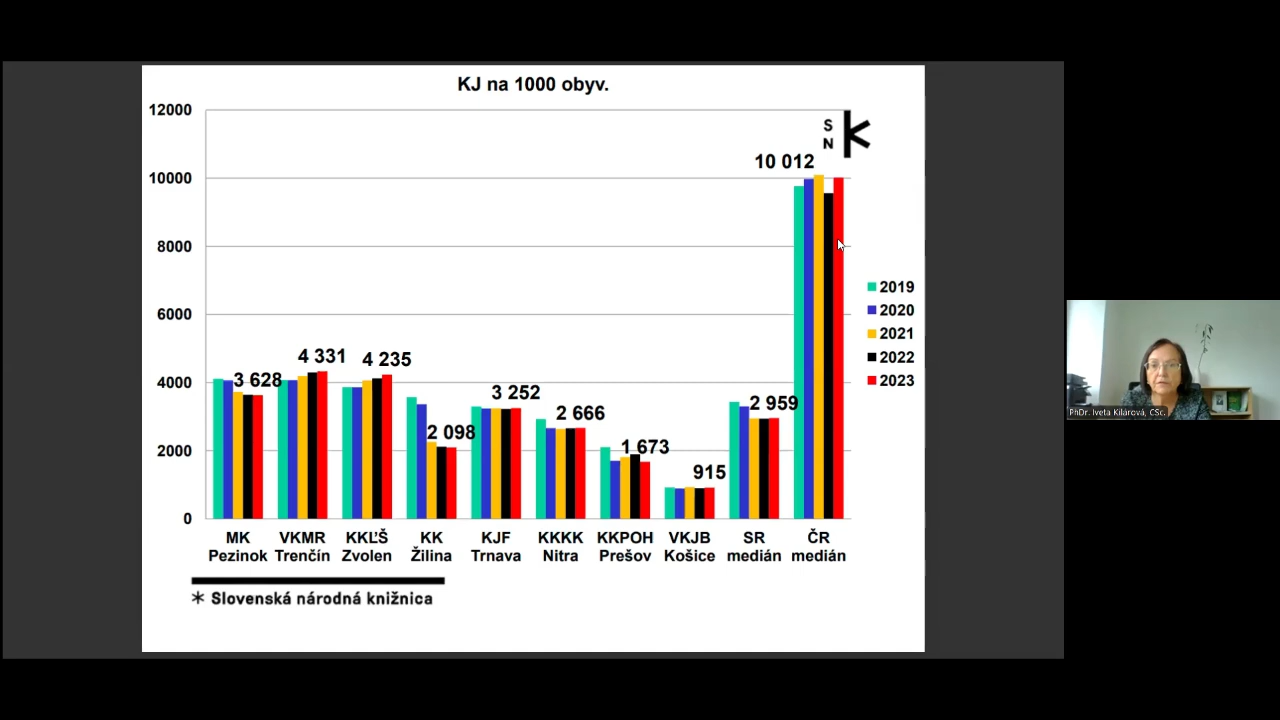 KJ na 1000 obyv.
12000
10000
8000
6000
4000
2000
0
S
N
10 012
3 628
4 331
4 235
2 098
3 252
2 666
1 673
915
2 959
2019
2020
2021
2022
2023
MK
Pezinok
VKMR
Trenčín
KKĽŠ
Zvolen
KK
Žilina
KJF
Trnava
KKKK
Nitra
KKPOH
Prešov
VKJB
Košice
SR
medián
ČR
medián
Slovenská národná knižnica
PhDr. Iveta Kilárová, CSc.